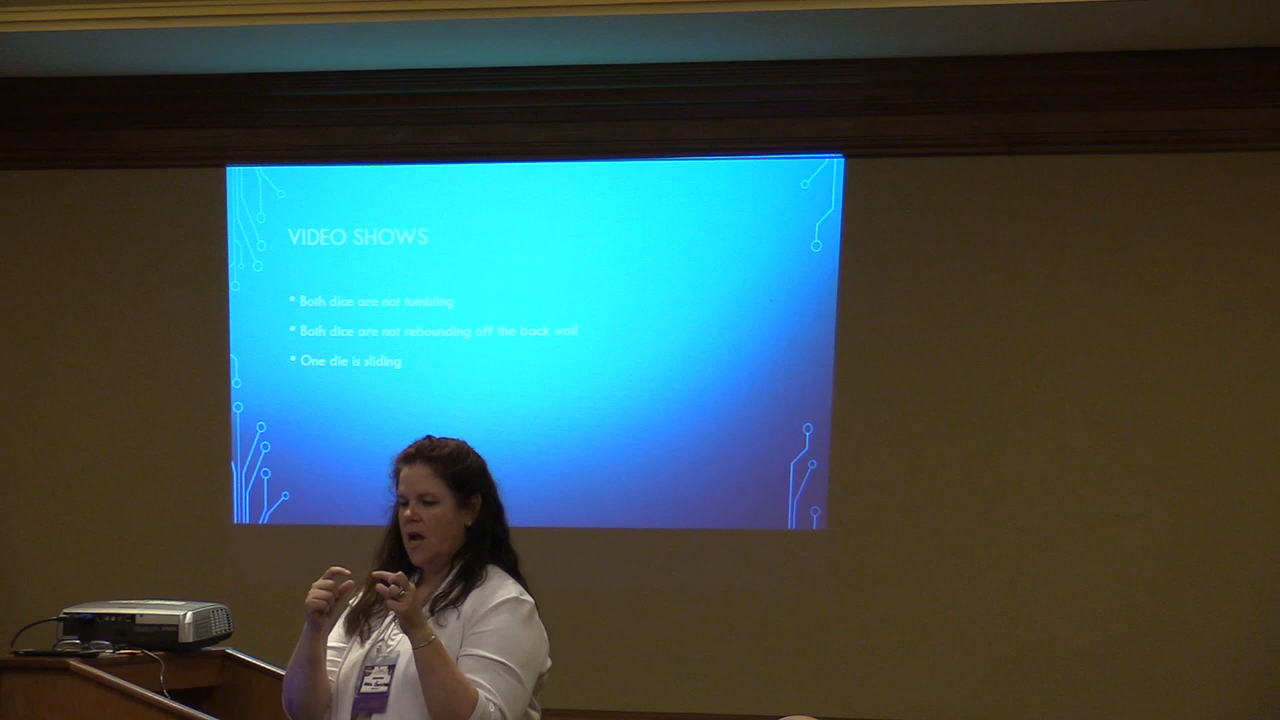 VIDEO SHOWS
• Both dice are not tumbling
• Both dice are not rebounding off the back wall
• One die is sliding